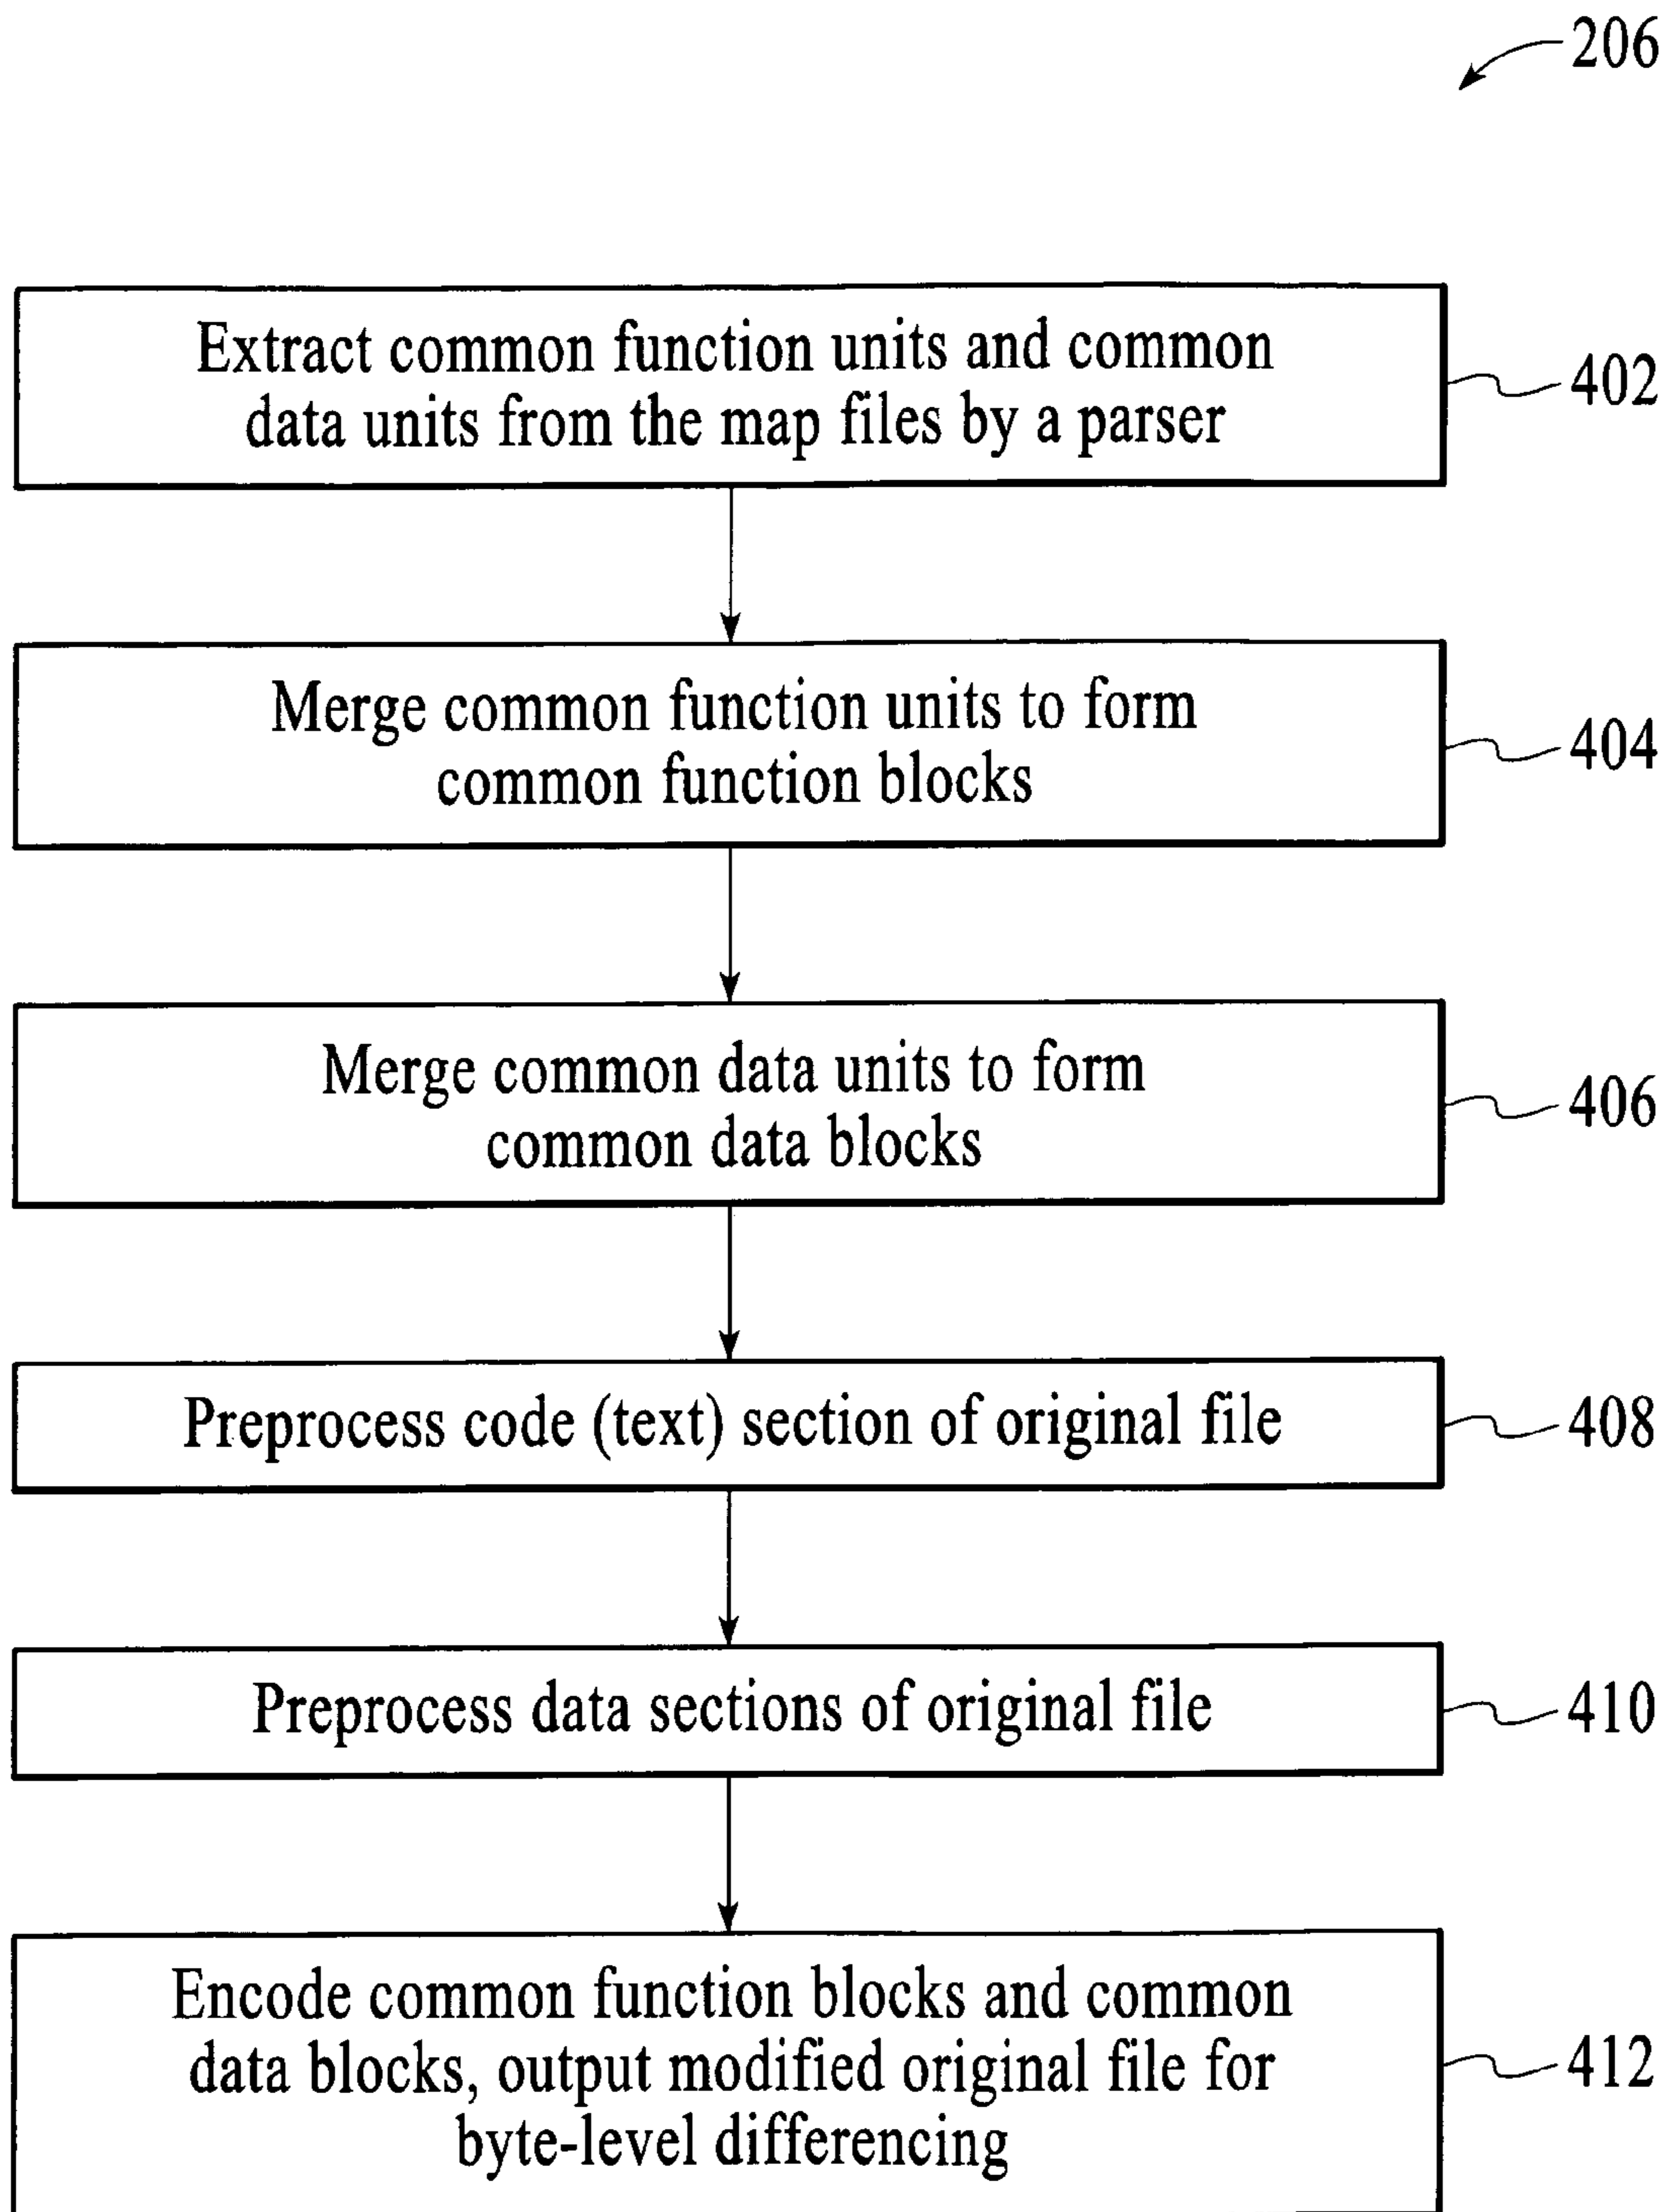 206
Extract common function units and common
data units from the map files by a parser
402
Merge common function units to form
common function blocks
404
Merge common data units to form
common data blocks
406
Preprocess code (text) section of original file
408
Preprocess data sections of original file
410
Encode common function blocks and common
data blocks, output modified original file for
byte-level differencing
412